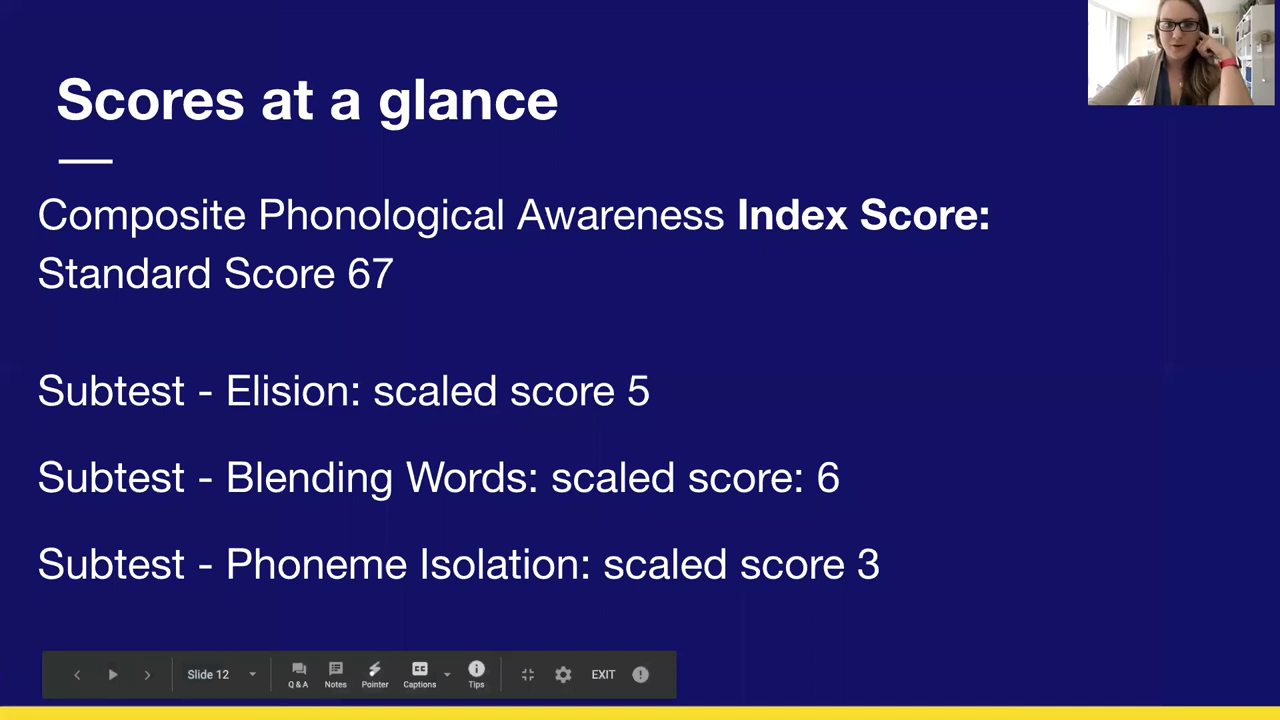 Scores at a glance
Composite Phonological Awareness Index Score:
Standard Score 67
Subtest - Elision: scaled score 5
Subtest - Blending Words: scaled score: 6
Subtest - Phoneme Isolation: scaled score 3
Slide 12
Q & A
Notes
Pointer
CC
Captions
Tips
EXIT